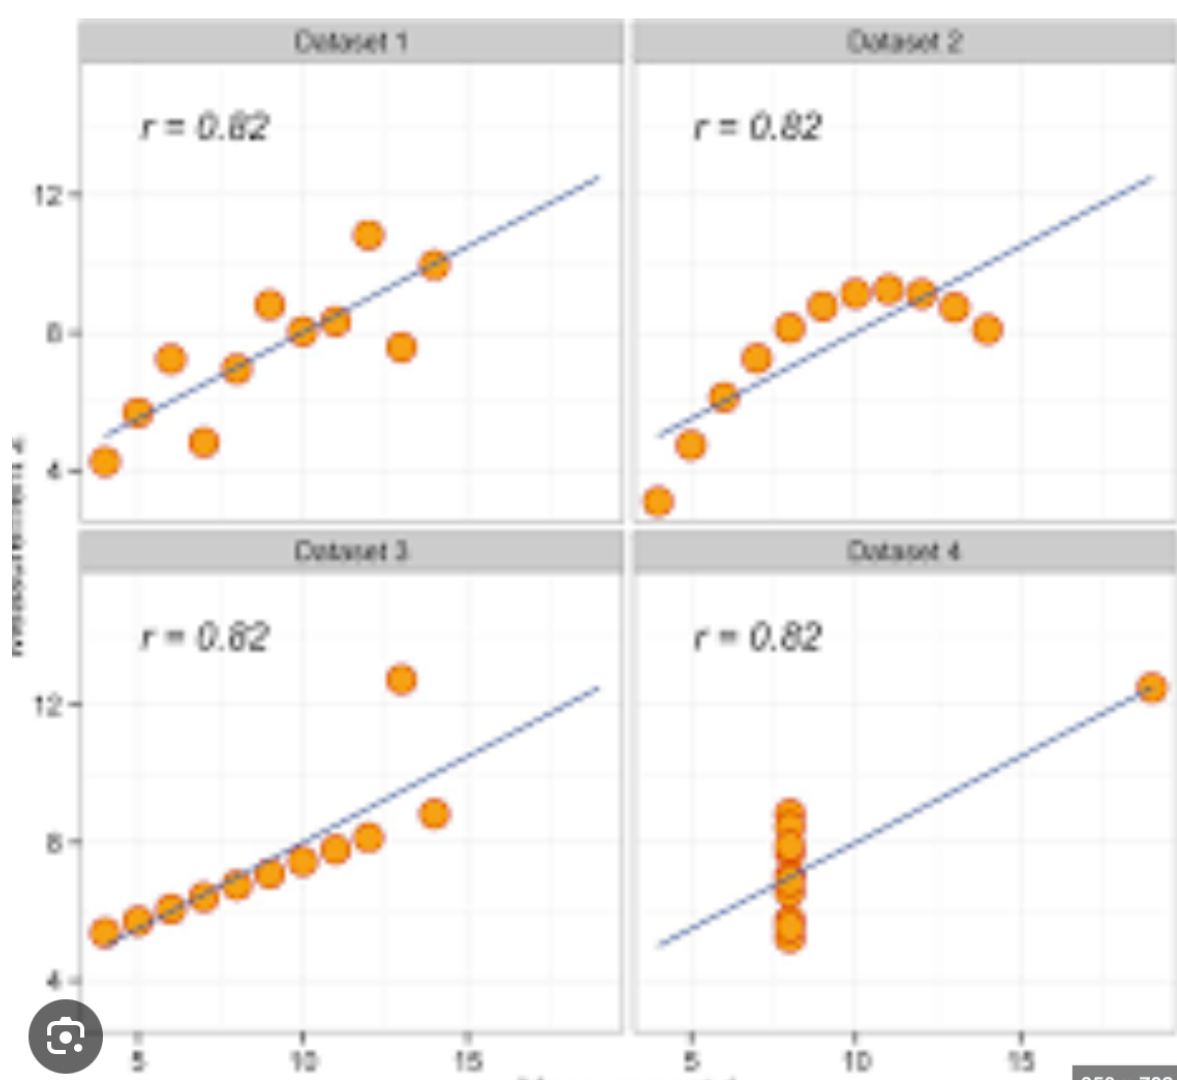 Dataset 1
Dataset 2
r = 0.82
r = 0.82
12
8
4
Dataset 3
Dataset 4
r = 0.82
r = 0.82
12
8
4
5
10
15
5
10
15